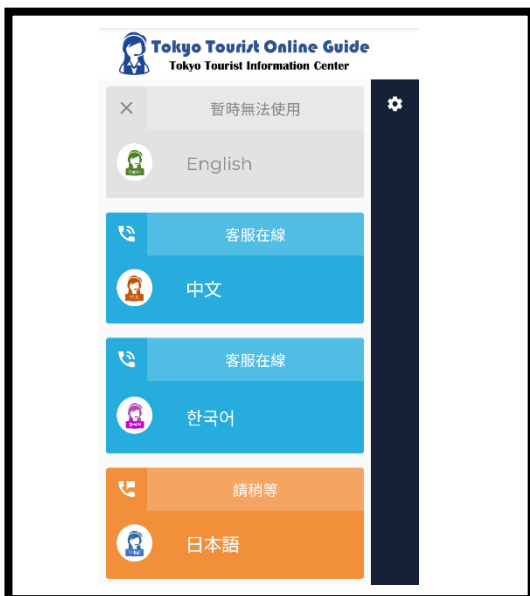 Tokyo Tourist Online Guide
Tokyo Tourist Information Center
暫時無法使用
English
客服在線
中文
客服在線
한국어
請稍等
日本語